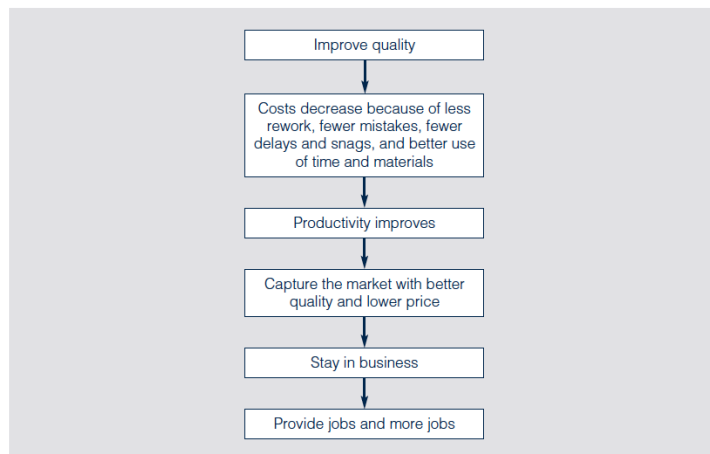 Improve quality
Costs decrease because of less
rework, fewer mistakes, fewer
delays and snags, and better use
of time and materials
Productivity improves
Capture the market with better
quality and lower price
Stay in business
Provide jobs and more jobs